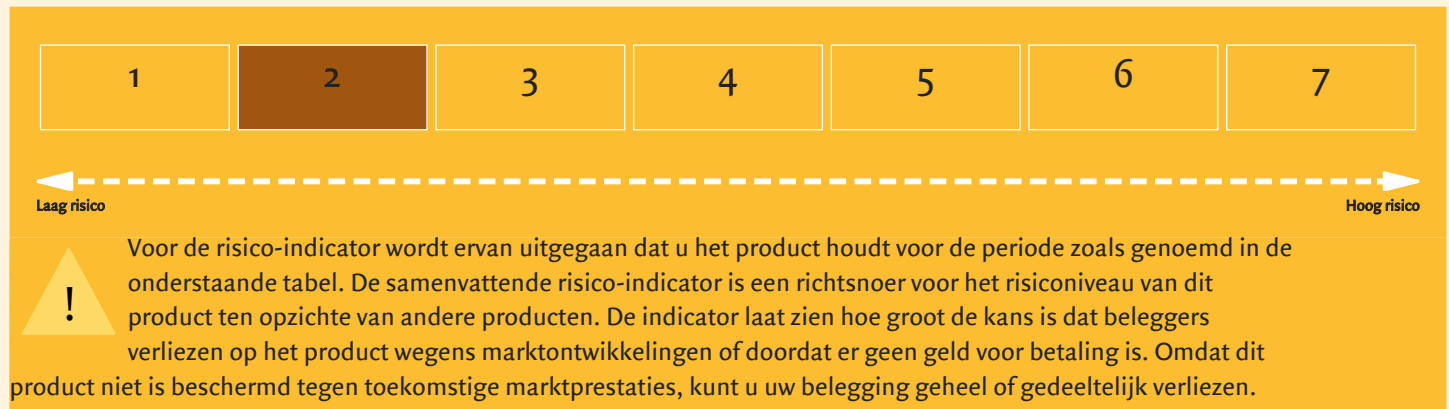 1 2 3 4 5 6 7
Laag risico Hoog risico
Voor de risico-indicator wordt ervan uitgegaan dat u het product houdt voor de periode zoals genoemd in de
onderstaande tabel. De samenvattende risico-indicator is een richtsnoer voor het risiconiveau van dit
!
product ten opzichte van andere producten. De indicator laat zien hoe groot de kans is dat beleggers
verliezen op het product wegens marktontwikkelingen of doordat er geen geld voor betaling is. Omdat dit
product niet is beschermd tegen toekomstige marktprestaties, kunt u uw belegging geheel of gedeeltelijk verliezen.